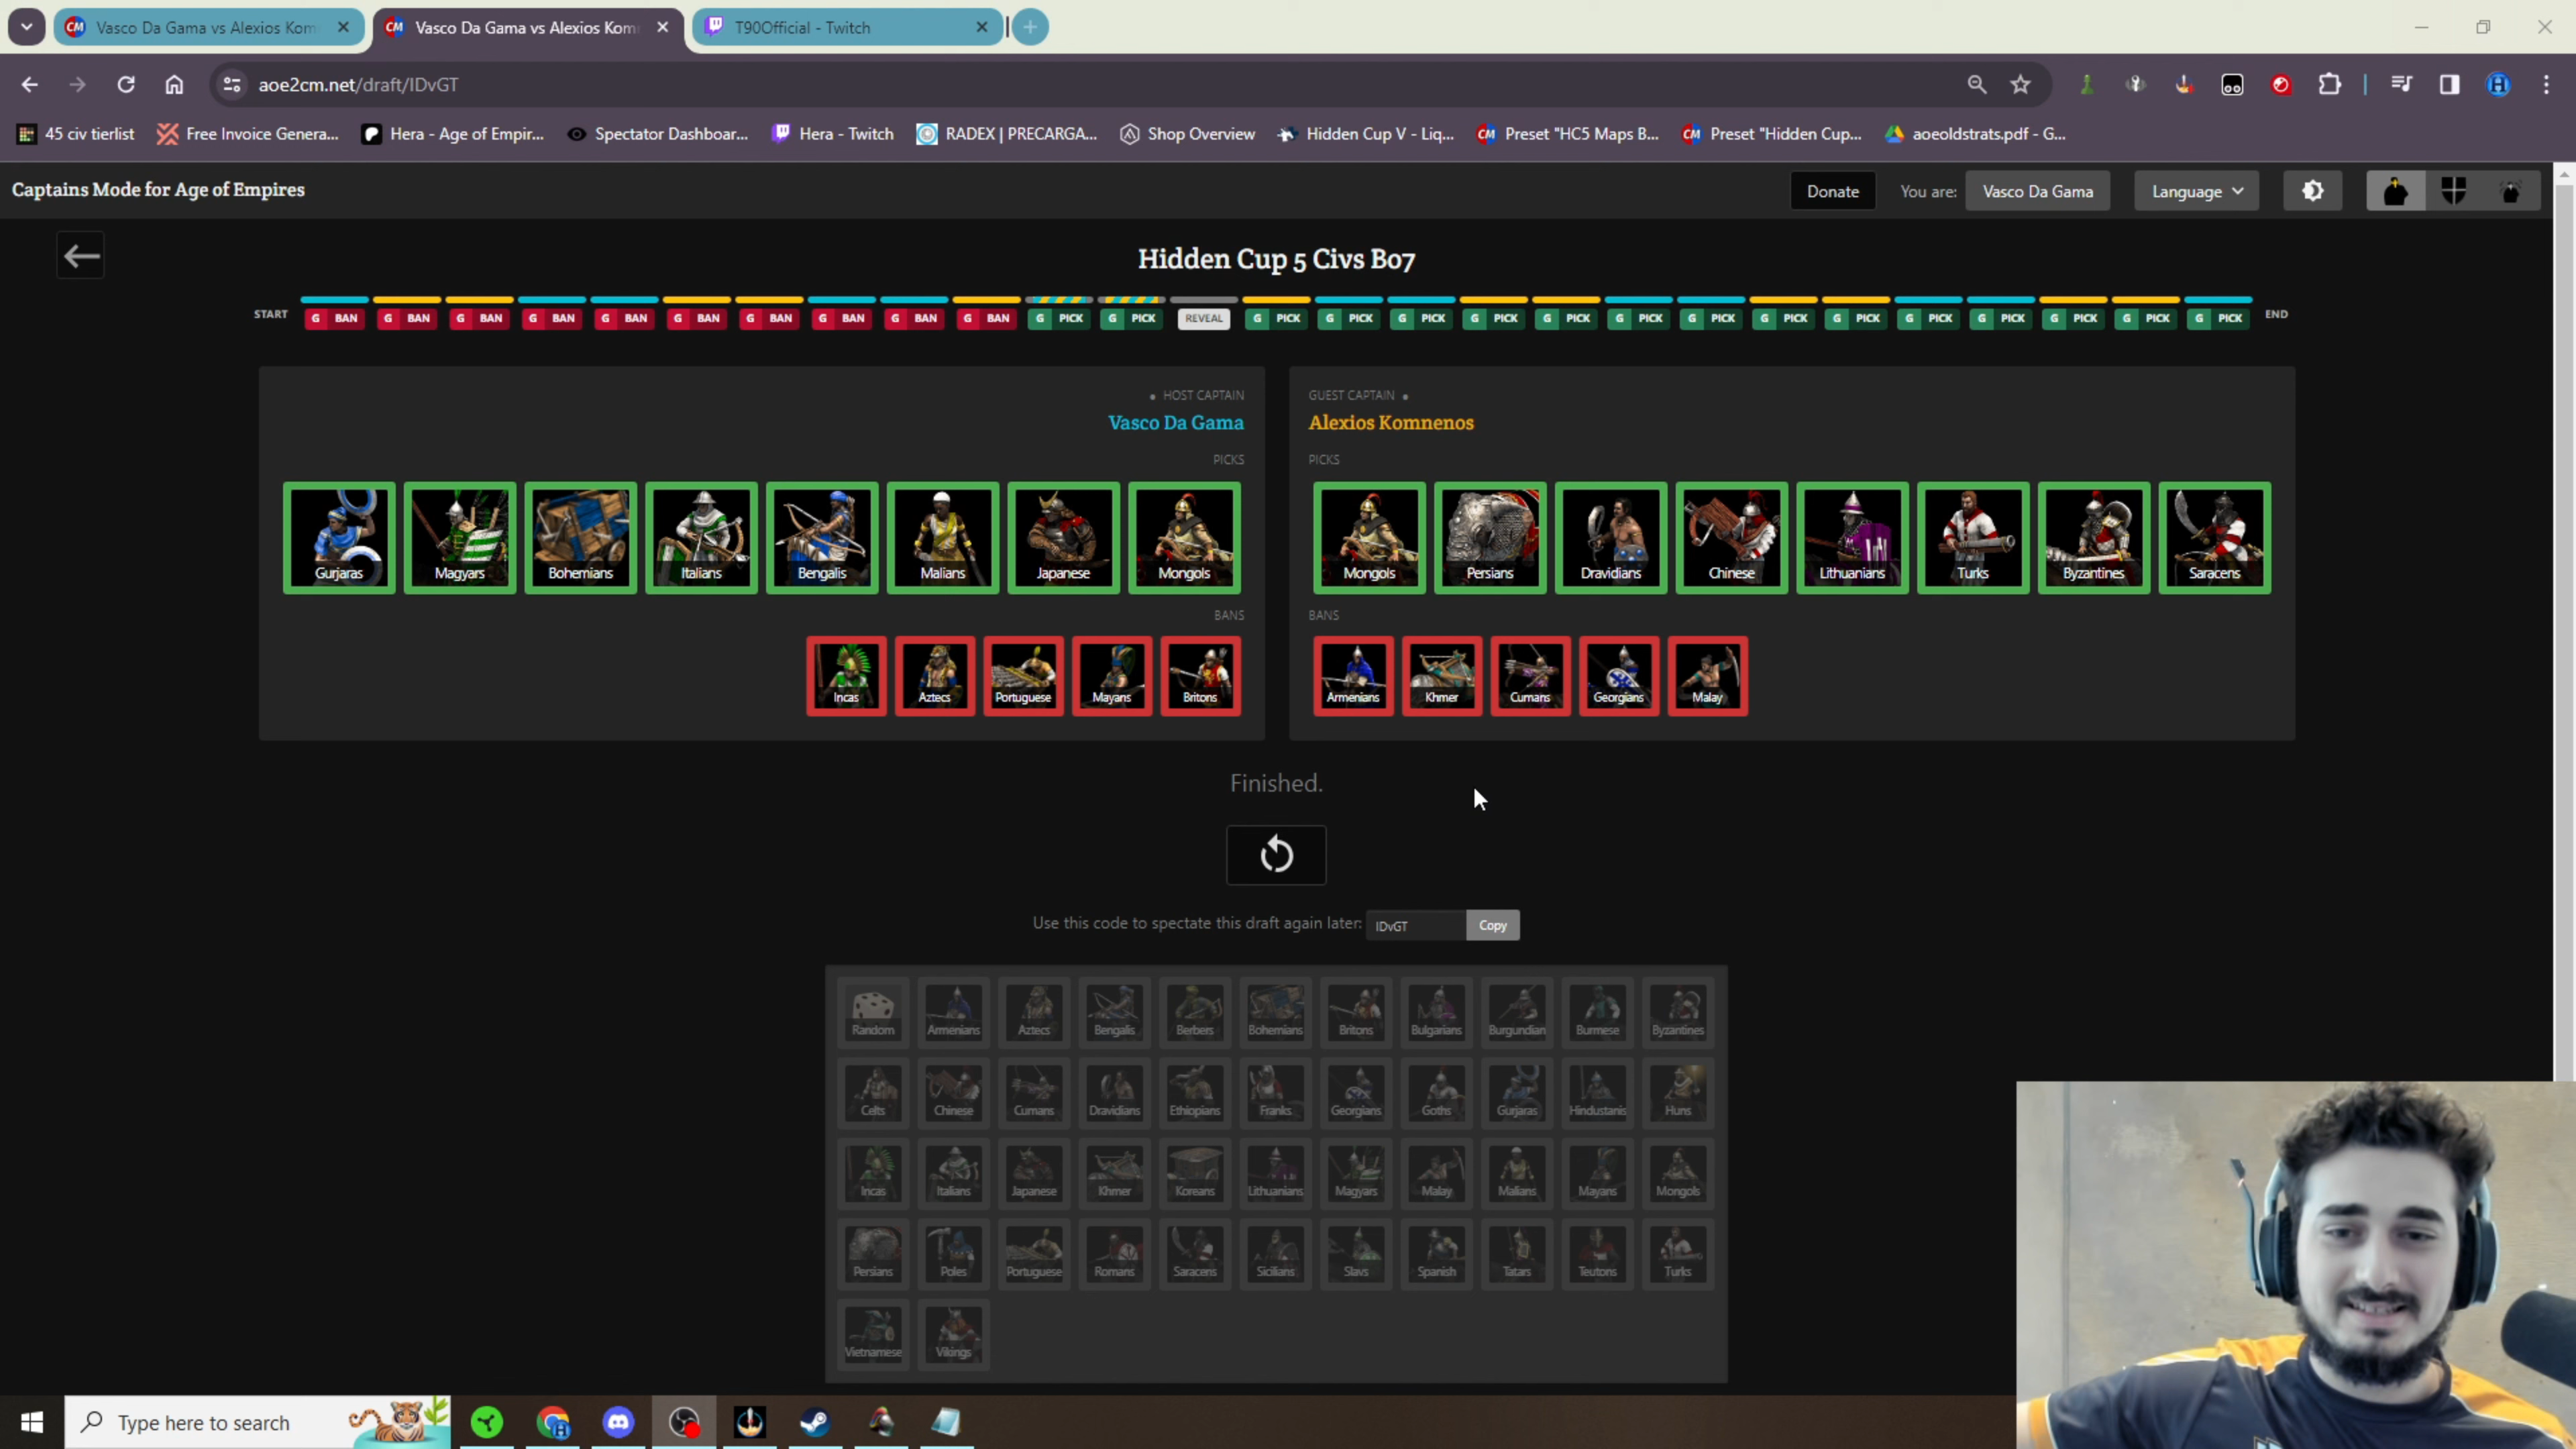 Vasco Da Gama vs Alexios Kom
Vasco Da Gama vs Alexios Kom
T90Official - Twitch
aoe2cm.net/draft/IDvGT
45 civ tierlist
Free Invoice Genera...
Hera - Age of Empir...
Spectator Dashboar...
Hera - Twitch
RADEX | PRECARGA...
Shop Overview
Hidden Cup V - Liq...
Preset "HC5 Maps B...
Preset "Hidden Cup...
aoeoldstrats.pdf - G...
Captains Mode for Age of Empires
Donate
You are:
Vasco Da Gama
Language
Hidden Cup 5 Civs Bo7
START
G BAN G BAN G BAN G BAN G BAN G BAN G BAN G BAN G BAN G BAN G PICK G PICK REVEAL G PICK G PICK G PICK G PICK G PICK G PICK G PICK G PICK G PICK G PICK G PICK G PICK G PICK G PICK
END
HOST CAPTAIN
Vasco Da Gama
PICKS
Gurjaras Magyars Bohemians Italians Bengalis Malians Japanese Mongols
BANS
Incas Aztecs Portuguese Mayans Britons
GUEST CAPTAIN
Alexios Komnenos
PICKS
Mongols Persians Dravidians Chinese Lithuanians Turks Byzantines Saracens
BANS
Armenians Khmer Cumans Georgians Malay
Finished.
Use this code to spectate this draft again later: IDvGT Copy
Random Armenians Aztecs Bengalis Berbers Bohemians Britons Bulgarians Burgundian Burmese Byzantines
Celts Chinese Cumans Dravidians Ethiopians Franks Georgians Goths Gurjaras Hindustanis Huns
Incas Italians Japanese Khmer Koreans Lithuanians Magyars Malay Malians Mayans Mongols
Persians Poles Portuguese Romans Saracens Sicilians Slavs Spanish Tatars Teutons Turks
Vietnamese Vikings
Type here to search